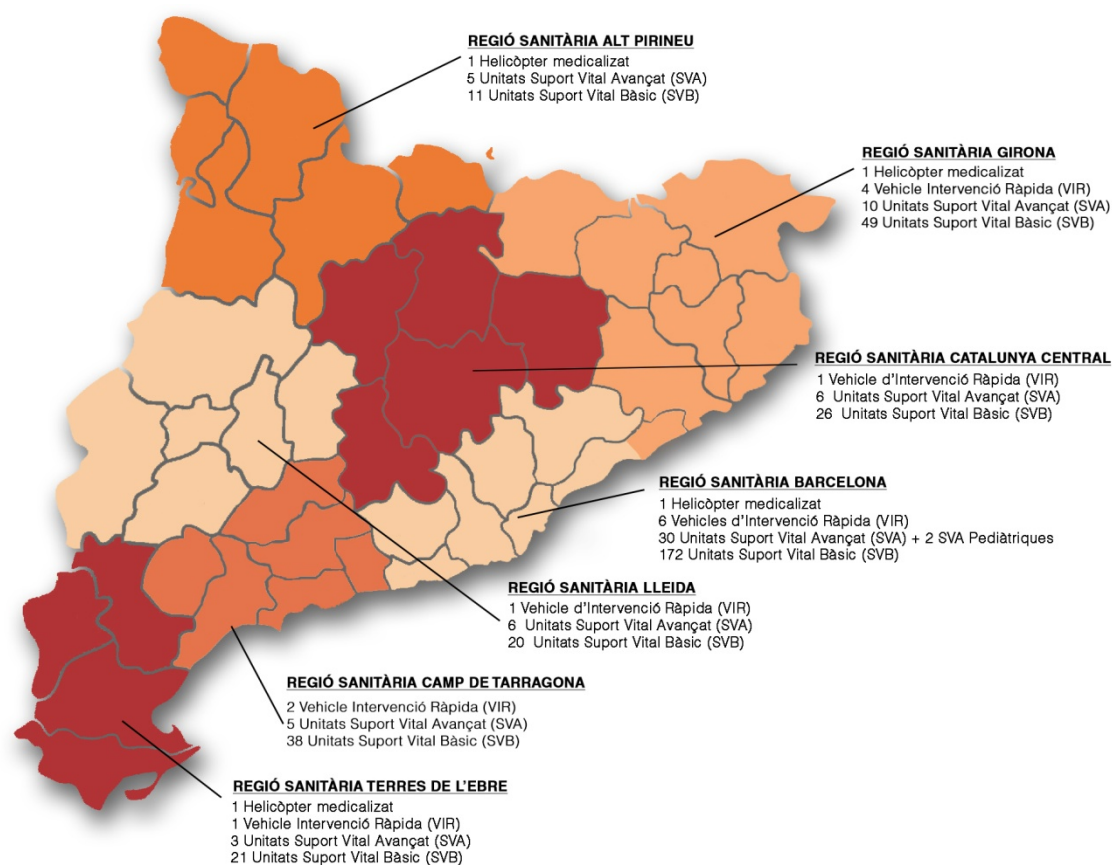 REGIÓ SANITÀRIA ALT PIRINEU
1 Helicòpter medicalizat
5 Unitats Suport Vital Avançat (SVA)
11 Unitats Suport Vital Bàsic (SVB)
REGIÓ SANITÀRIA GIRONA
1 Helicòpter medicalizat
4 Vehicle Intervenció Ràpida (VIR)
10 Unitats Suport Vital Avançat (SVA)
49 Unitats Suport Vital Bàsic (SVB)
REGIÓ SANITÀRIA CATALUNYA CENTRAL
1 Vehicle d'Intervenció Ràpida (VIR)
6 Unitats Suport Vital Avançat (SVA)
26 Unitats Suport Vital Bàsic (SVB)
REGIÓ SANITÀRIA BARCELONA
1 Helicòpter medicalizat
6 Vehicles d'Intervenció Ràpida (VIR)
30 Unitats Suport Vital Avançat (SVA) + 2 SVA Pediàtriques
172 Unitats Suport Vital Bàsic (SVB)
REGIÓ SANITÀRIA LLEIDA
1 Vehicle d'Intervenció Ràpida (VIR)
6 Unitats Suport Vital Avançat (SVA)
20 Unitats Suport Vital Bàsic (SVB)
REGIÓ SANITÀRIA CAMP DE TARRAGONA
2 Vehicle Intervenció Ràpida (VIR)
5 Unitats Suport Vital Avançat (SVA)
38 Unitats Suport Vital Bàsic (SVB)
REGIÓ SANITÀRIA TERRES DE L'EBRE
1 Helicòpter medicalizat
1 Vehicle Intervenció Ràpida (VIR)
3 Unitats Suport Vital Avançat (SVA)
21 Unitats Suport Vital Bàsic (SVB)